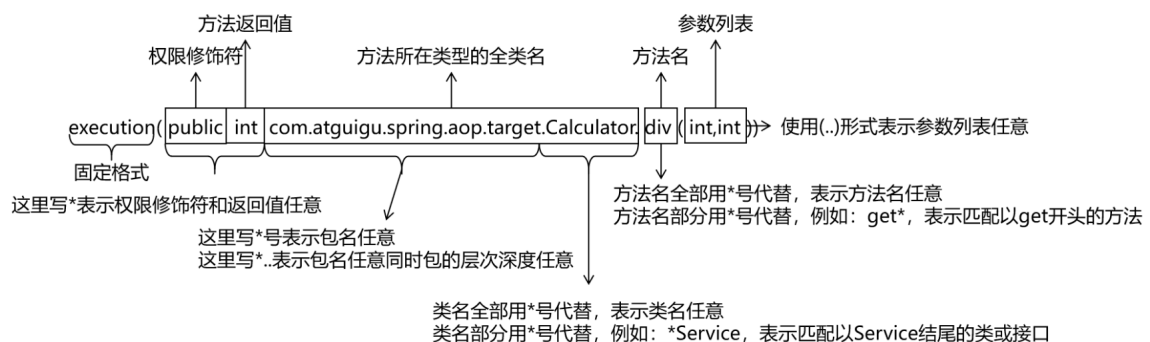 方法返回值
参数列表
权限修饰符
方法所在类型的全类名
方法名
execution(public int com.atguigu.spring.aop.target.Calculator.div(int,int)) 使用(..)形式表示参数列表任意
固定格式
这里写*表示权限修饰符和返回值任意
方法名全部用*号代替，表示方法名任意
方法名部分用*号代替，例如：get*，表示匹配以get开头的方法
这里写*号表示包名任意
这里写*..表示包名任意同时包的层次深度任意
类名全部用*号代替，表示类名任意
类名部分用*号代替，例如：*Service，表示匹配以Service结尾的类或接口